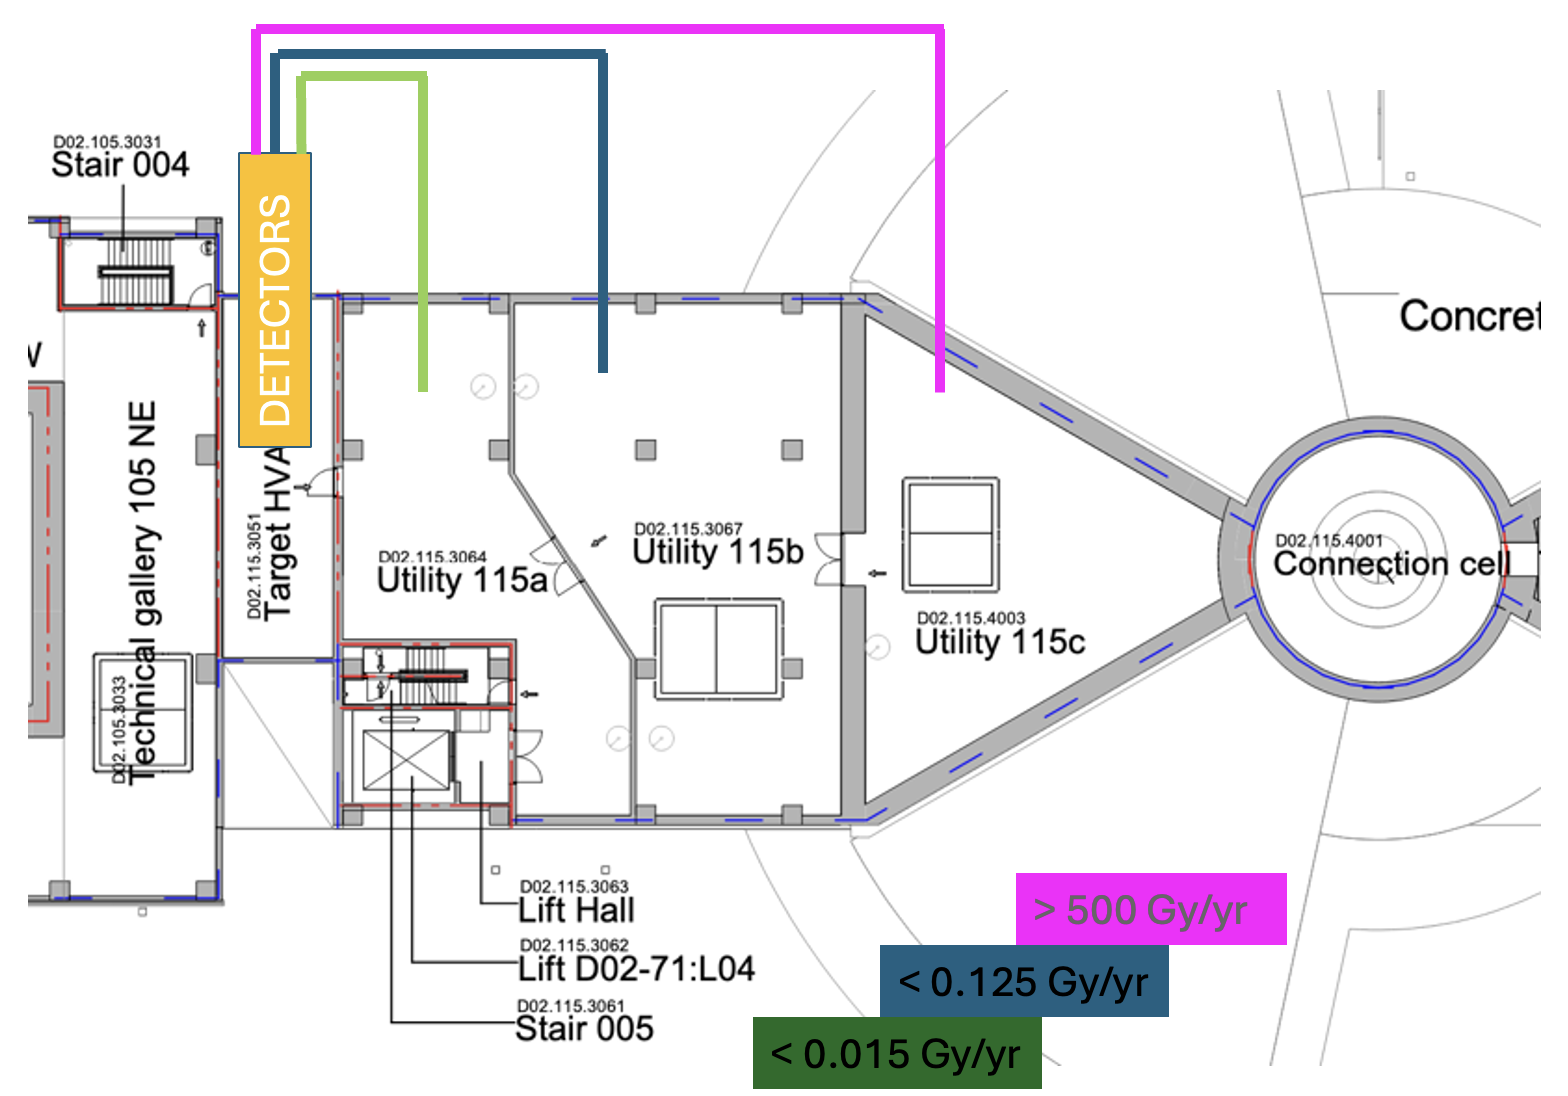 D02.105.3031
Stair 004
DETECTORS
Concret
Technical gallery 105 NE
D02.105.3033
D02.115.3051
Target HVA
D02.115.3064
Utility 115a
D02.115.3067
Utility 115b
D02.115.4003
Utility 115c
D02.115.4001
Connection cell
D02.115.3063
Lift Hall
D02.115.3062
Lift D02-71:L04
D02.115.3061
Stair 005
> 500 Gy/yr
< 0.125 Gy/yr
< 0.015 Gy/yr